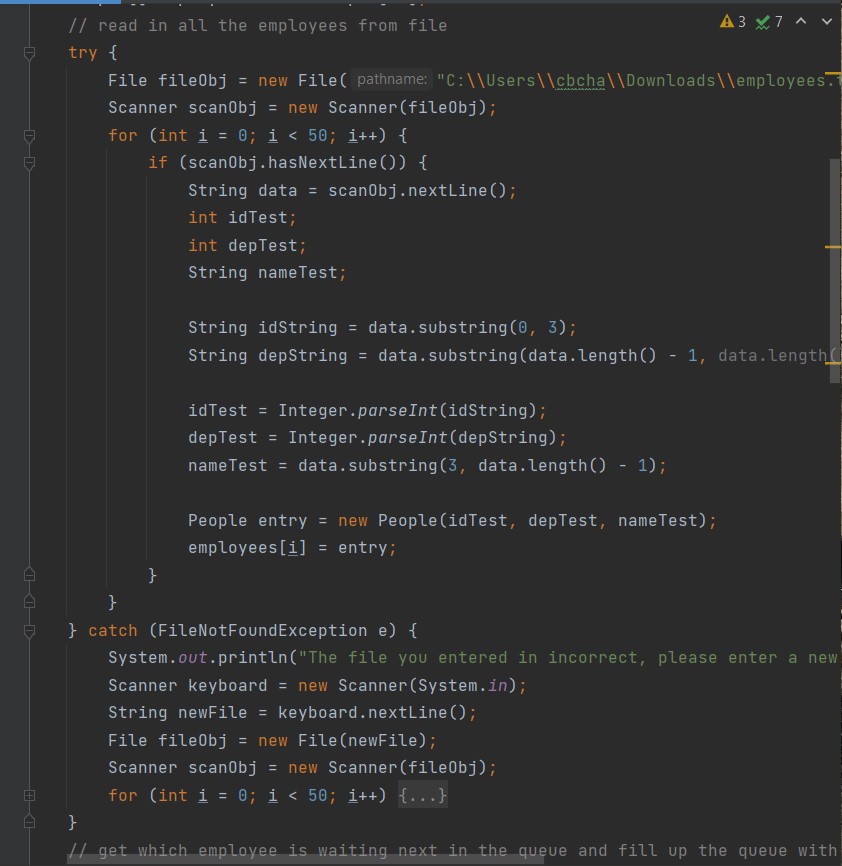 // read in all the employees from file
3 7
try {
File fileObj = new File( pathname: "C:\\Users\\cbcha\\Downloads\\employees.
Scanner scanObj = new Scanner(fileObj);
for (int i = 0; i < 50; i++) {
if (scanObj.hasNextLine()) {
String data = scanObj.nextLine();
int idTest;
int depTest;
String nameTest;
String idString = data.substring(0, 3);
String depString = data.substring(data.length() - 1, data.length(
idTest = Integer.parseInt(idString);
depTest = Integer.parseInt(depString);
nameTest = data.substring(3, data.length() - 1);
People entry = new People(idTest, depTest, nameTest);
employees[i] = entry;
}
}
} catch (FileNotFoundException e) {
System.out.println("The file you entered in incorrect, please enter a new
Scanner keyboard = new Scanner(System.in);
String newFile = keyboard.nextLine();
File fileObj = new File(newFile);
Scanner scanObj = new Scanner(fileObj);
for (int i = 0; i < 50; i++) {...}
}
// get which employee is waiting next in the queue and fill up the queue with